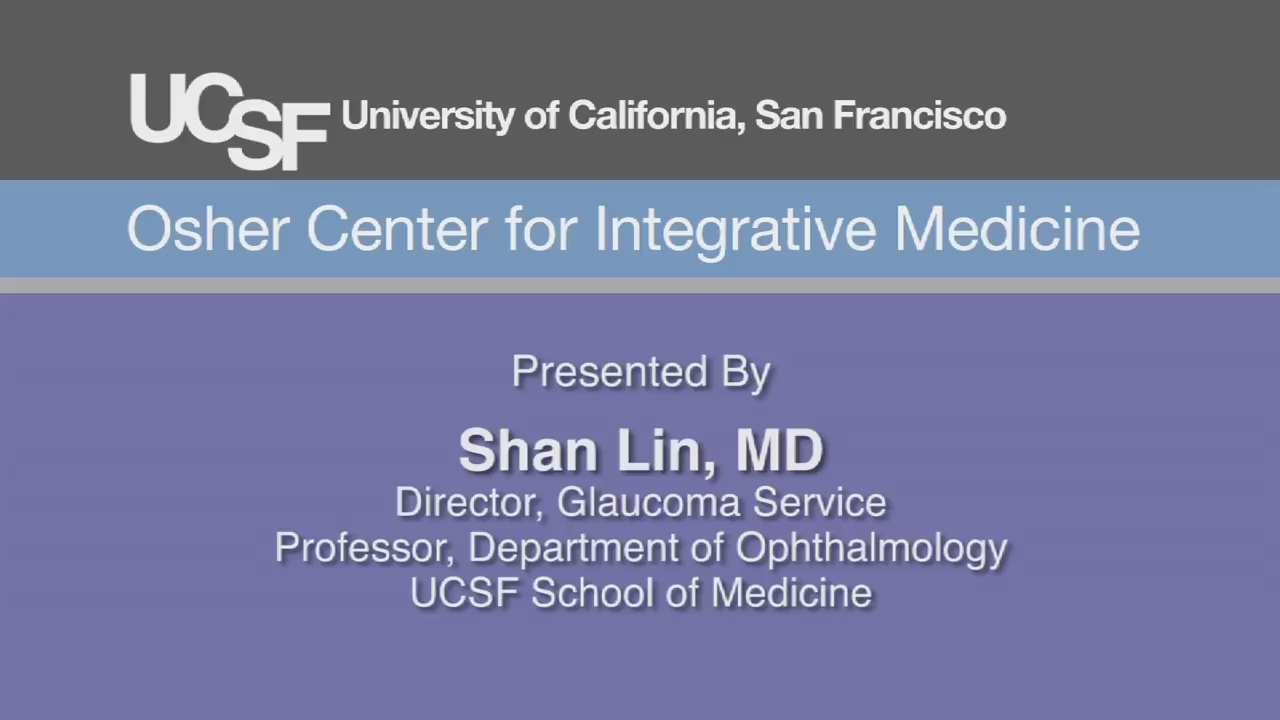 UCSF University of California, San Francisco
Osher Center for Integrative Medicine
Presented By
Shan Lin, MD
Director, Glaucoma Service
Professor, Department of Ophthalmology
UCSF School of Medicine